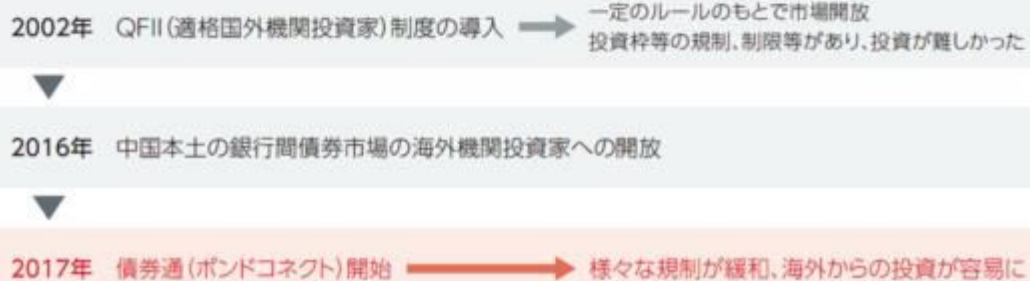 2002年 QFII(適格国外機関投資家)制度の導入
一定のルールのもとで市場開放
投資枠等の規制、制限等があり、投資が難しかった
2016年 中国本土の銀行間債券市場の海外機関投資家への開放
2017年 債券通(ボンドコネクト)開始
様々な規制が緩和、海外からの投資が容易に